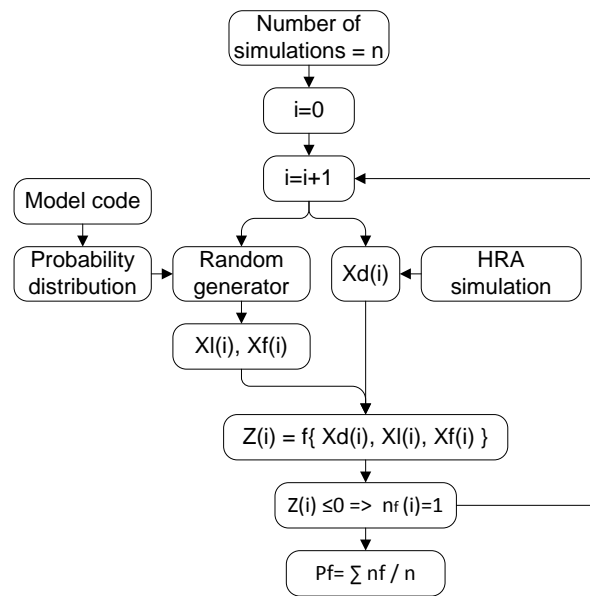 Number of
simulations = n
i=0
i=i+1
Model code
Probability
distribution
Random
generator
Xd(i)
HRA
simulation
Xl(i), Xf(i)
Z(i) = f{ Xd(i), Xl(i), Xf(i) }
Z(i) ≤0 => nf (i)=1
Pf= ∑ nf / n